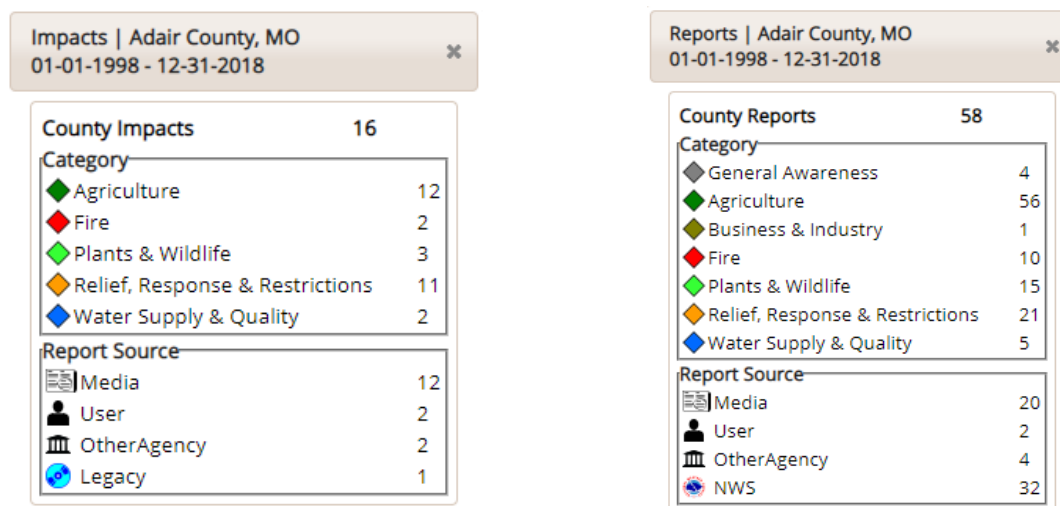 Impacts | Adair County, MO
01-01-1998 - 12-31-2018
County Impacts 16
Category
Agriculture 12
Fire 2
Plants & Wildlife 3
Relief, Response & Restrictions 11
Water Supply & Quality 2
Report Source
Media 12
User 2
OtherAgency 2
Legacy 1
Reports | Adair County, MO
01-01-1998 - 12-31-2018
County Reports 58
Category
General Awareness 4
Agriculture 56
Business & Industry 1
Fire 10
Plants & Wildlife 15
Relief, Response & Restrictions 21
Water Supply & Quality 5
Report Source
Media 20
User 2
OtherAgency 4
NWS 32